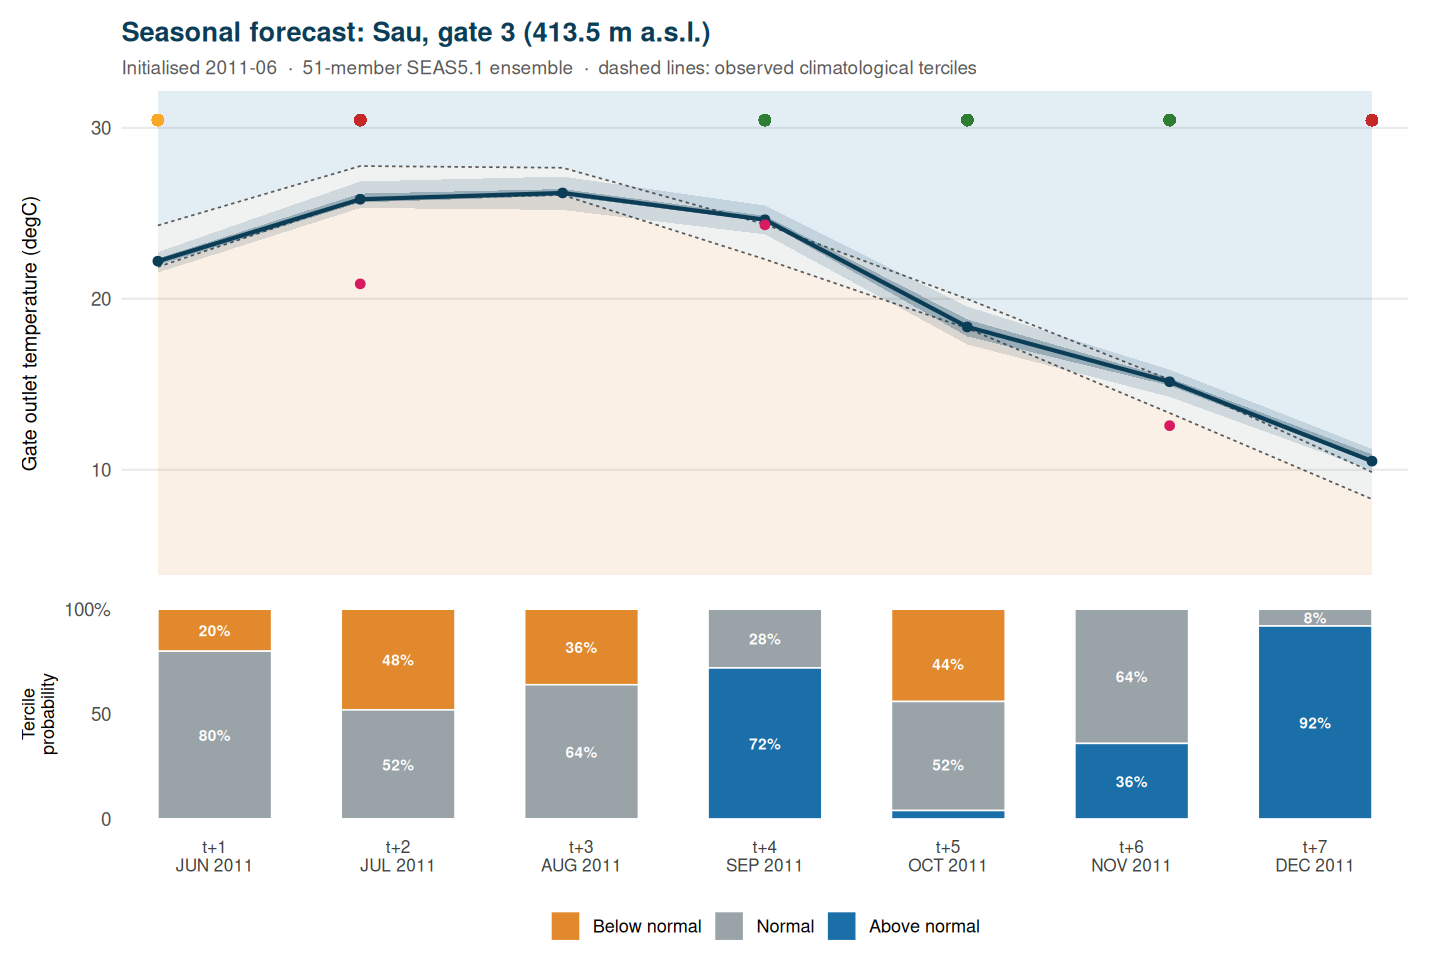 Seasonal forecast: Sau, gate 3 (413.5 m a.s.l.)
Initialised 2011-06 · 51-member SEAS5.1 ensemble · dashed lines: observed climatological terciles
Gate outlet temperature (degC)
30
20
10
Tercile
probability
100%
50
0
20%
80%
48%
52%
36%
64%
28%
72%
44%
52%
64%
36%
8%
92%
t+1
JUN 2011
t+2
JUL 2011
t+3
AUG 2011
t+4
SEP 2011
t+5
OCT 2011
t+6
NOV 2011
t+7
DEC 2011
Below normal
Normal
Above normal